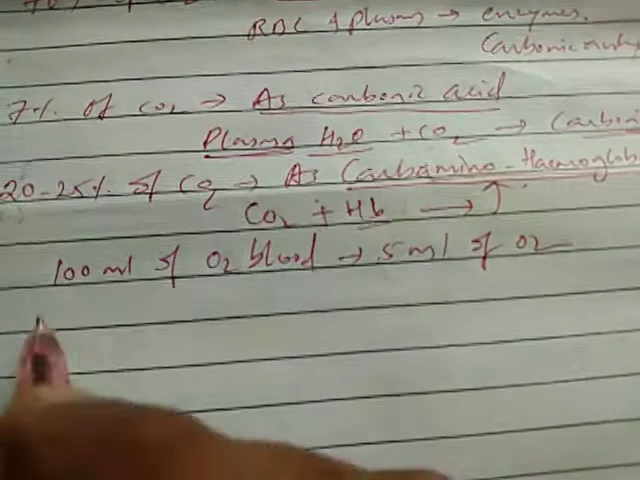 RBC & plasma → enzymes.
Carbonic anhy
7% of CO2 → As carbonic acid
Plasma H2O + CO2 → Carbonic
20-25% of CO2 → As Carbamino-Haemoglob
CO2 + Hb → ↑
100 ml of O2 blood → 5 ml of O2